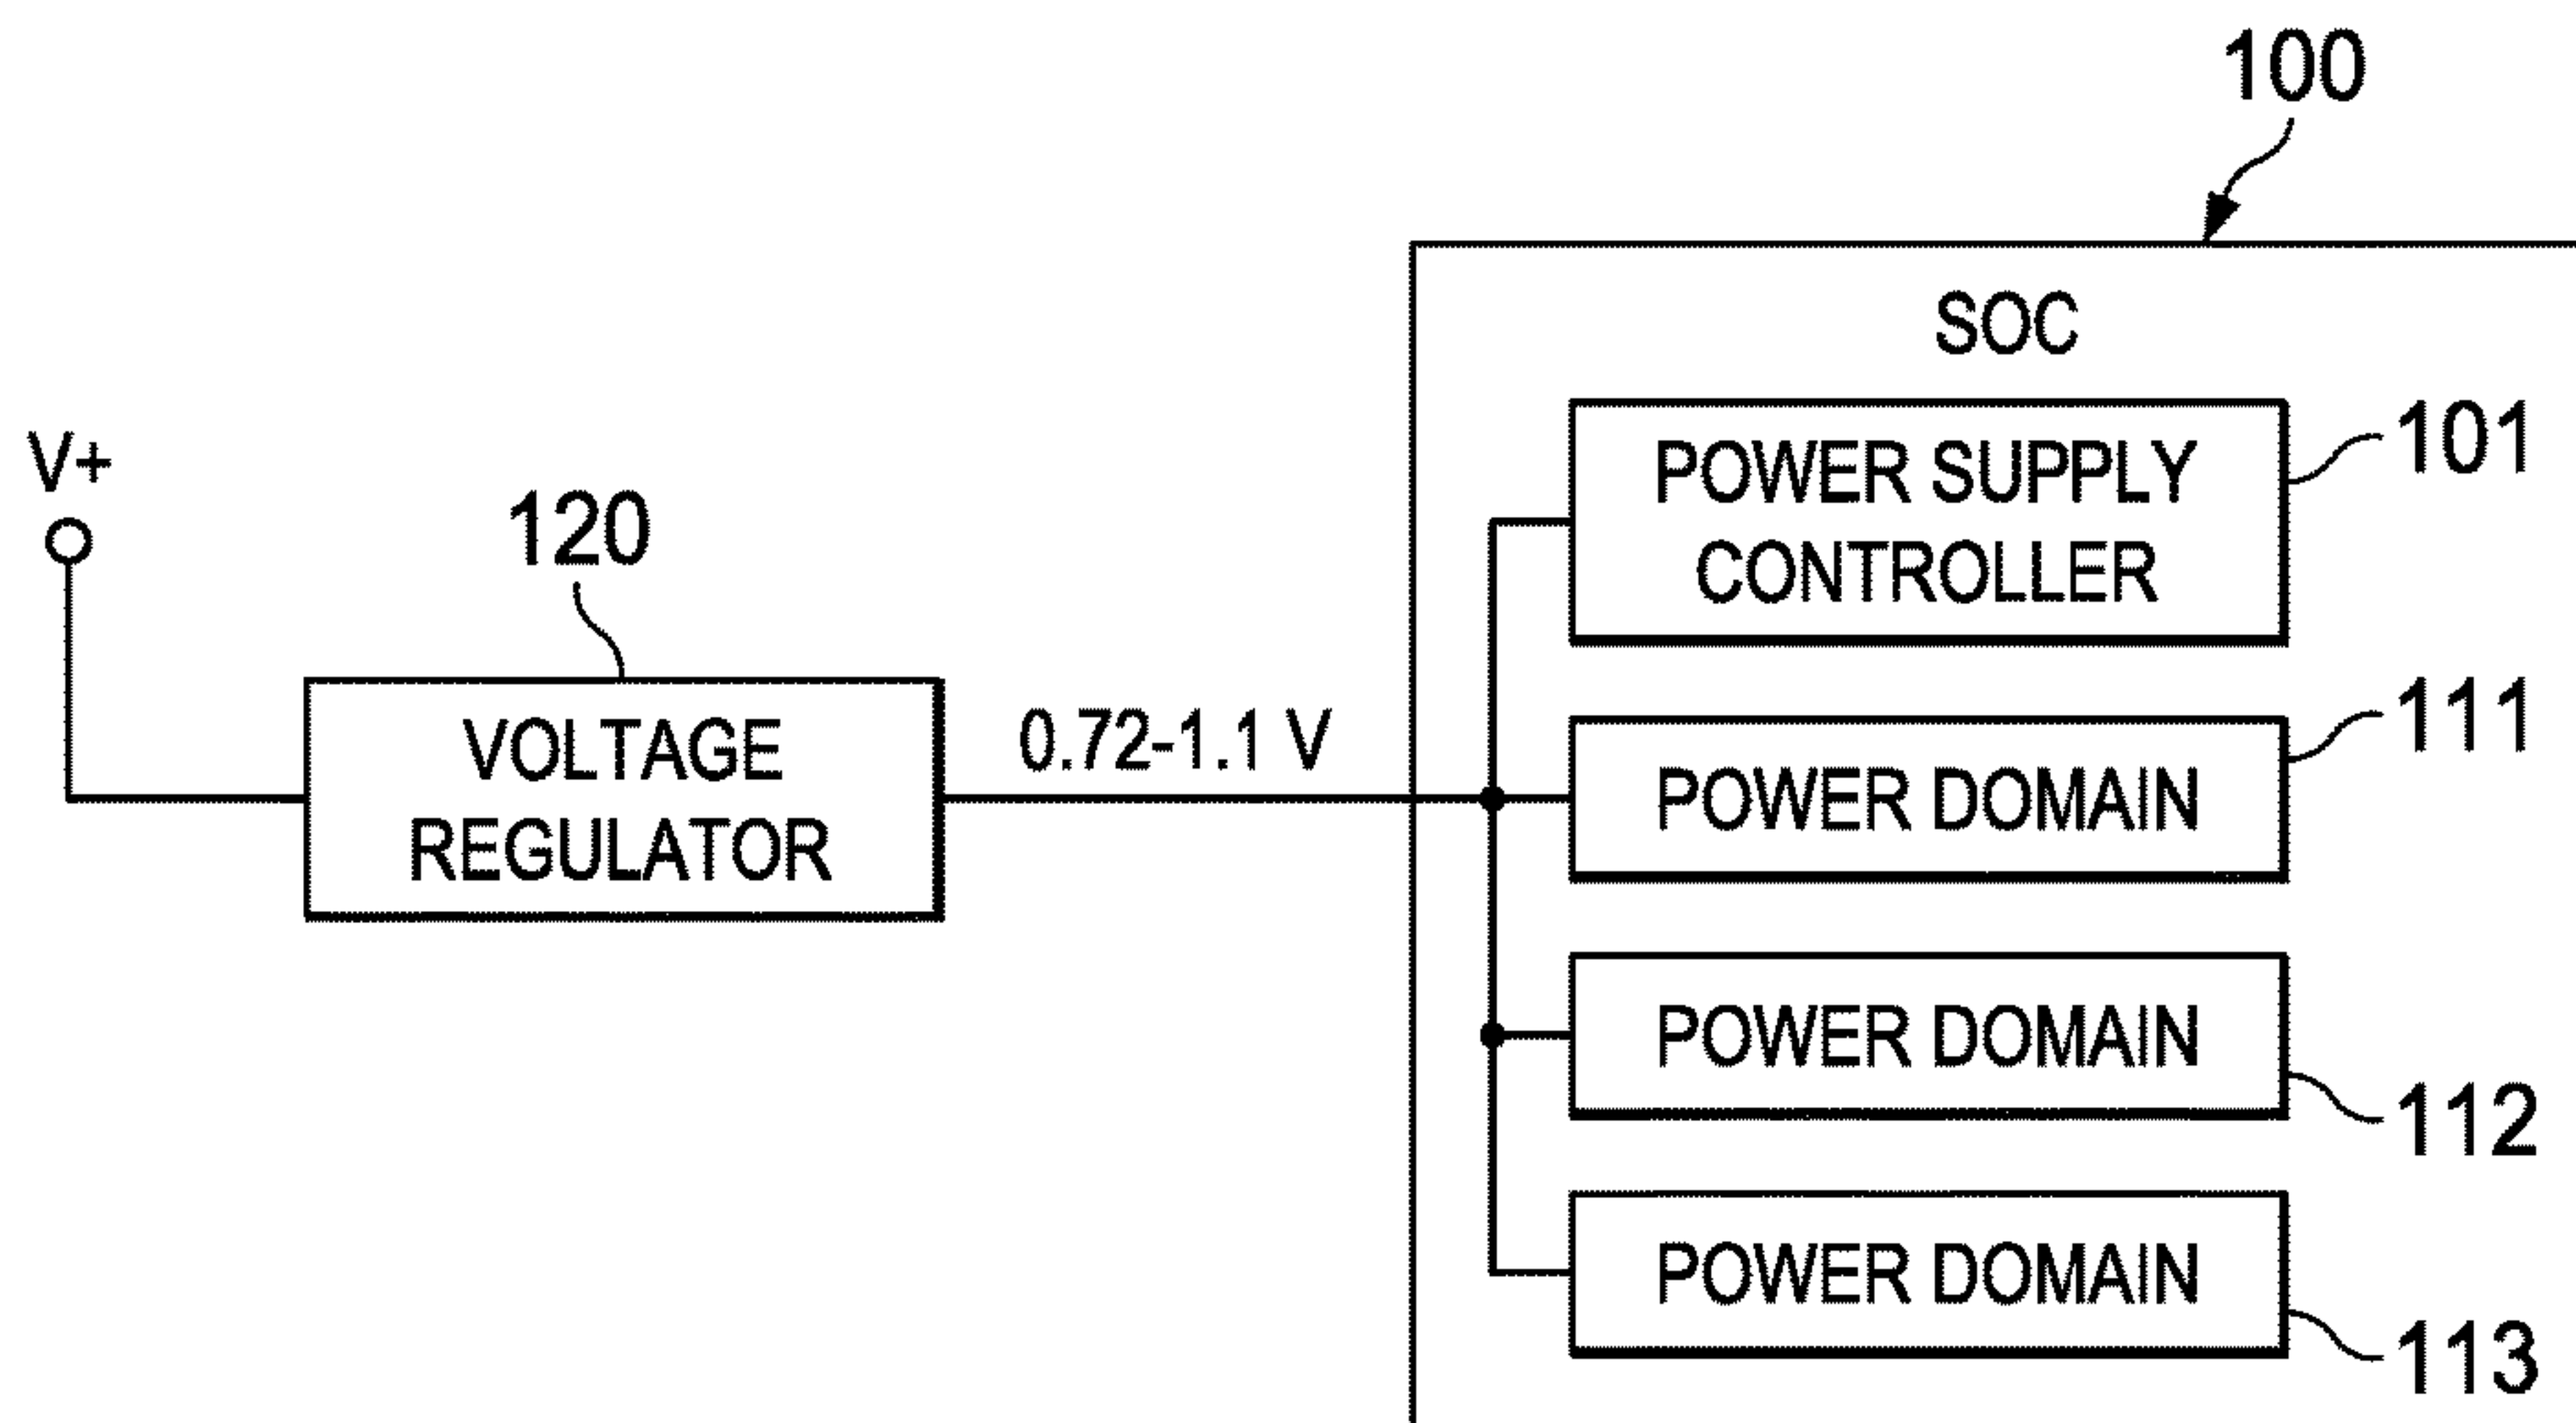 100
SOC
V+
120
VOLTAGE
REGULATOR
0.72-1.1 V
POWER SUPPLY
CONTROLLER
101
POWER DOMAIN
111
POWER DOMAIN
112
POWER DOMAIN
113